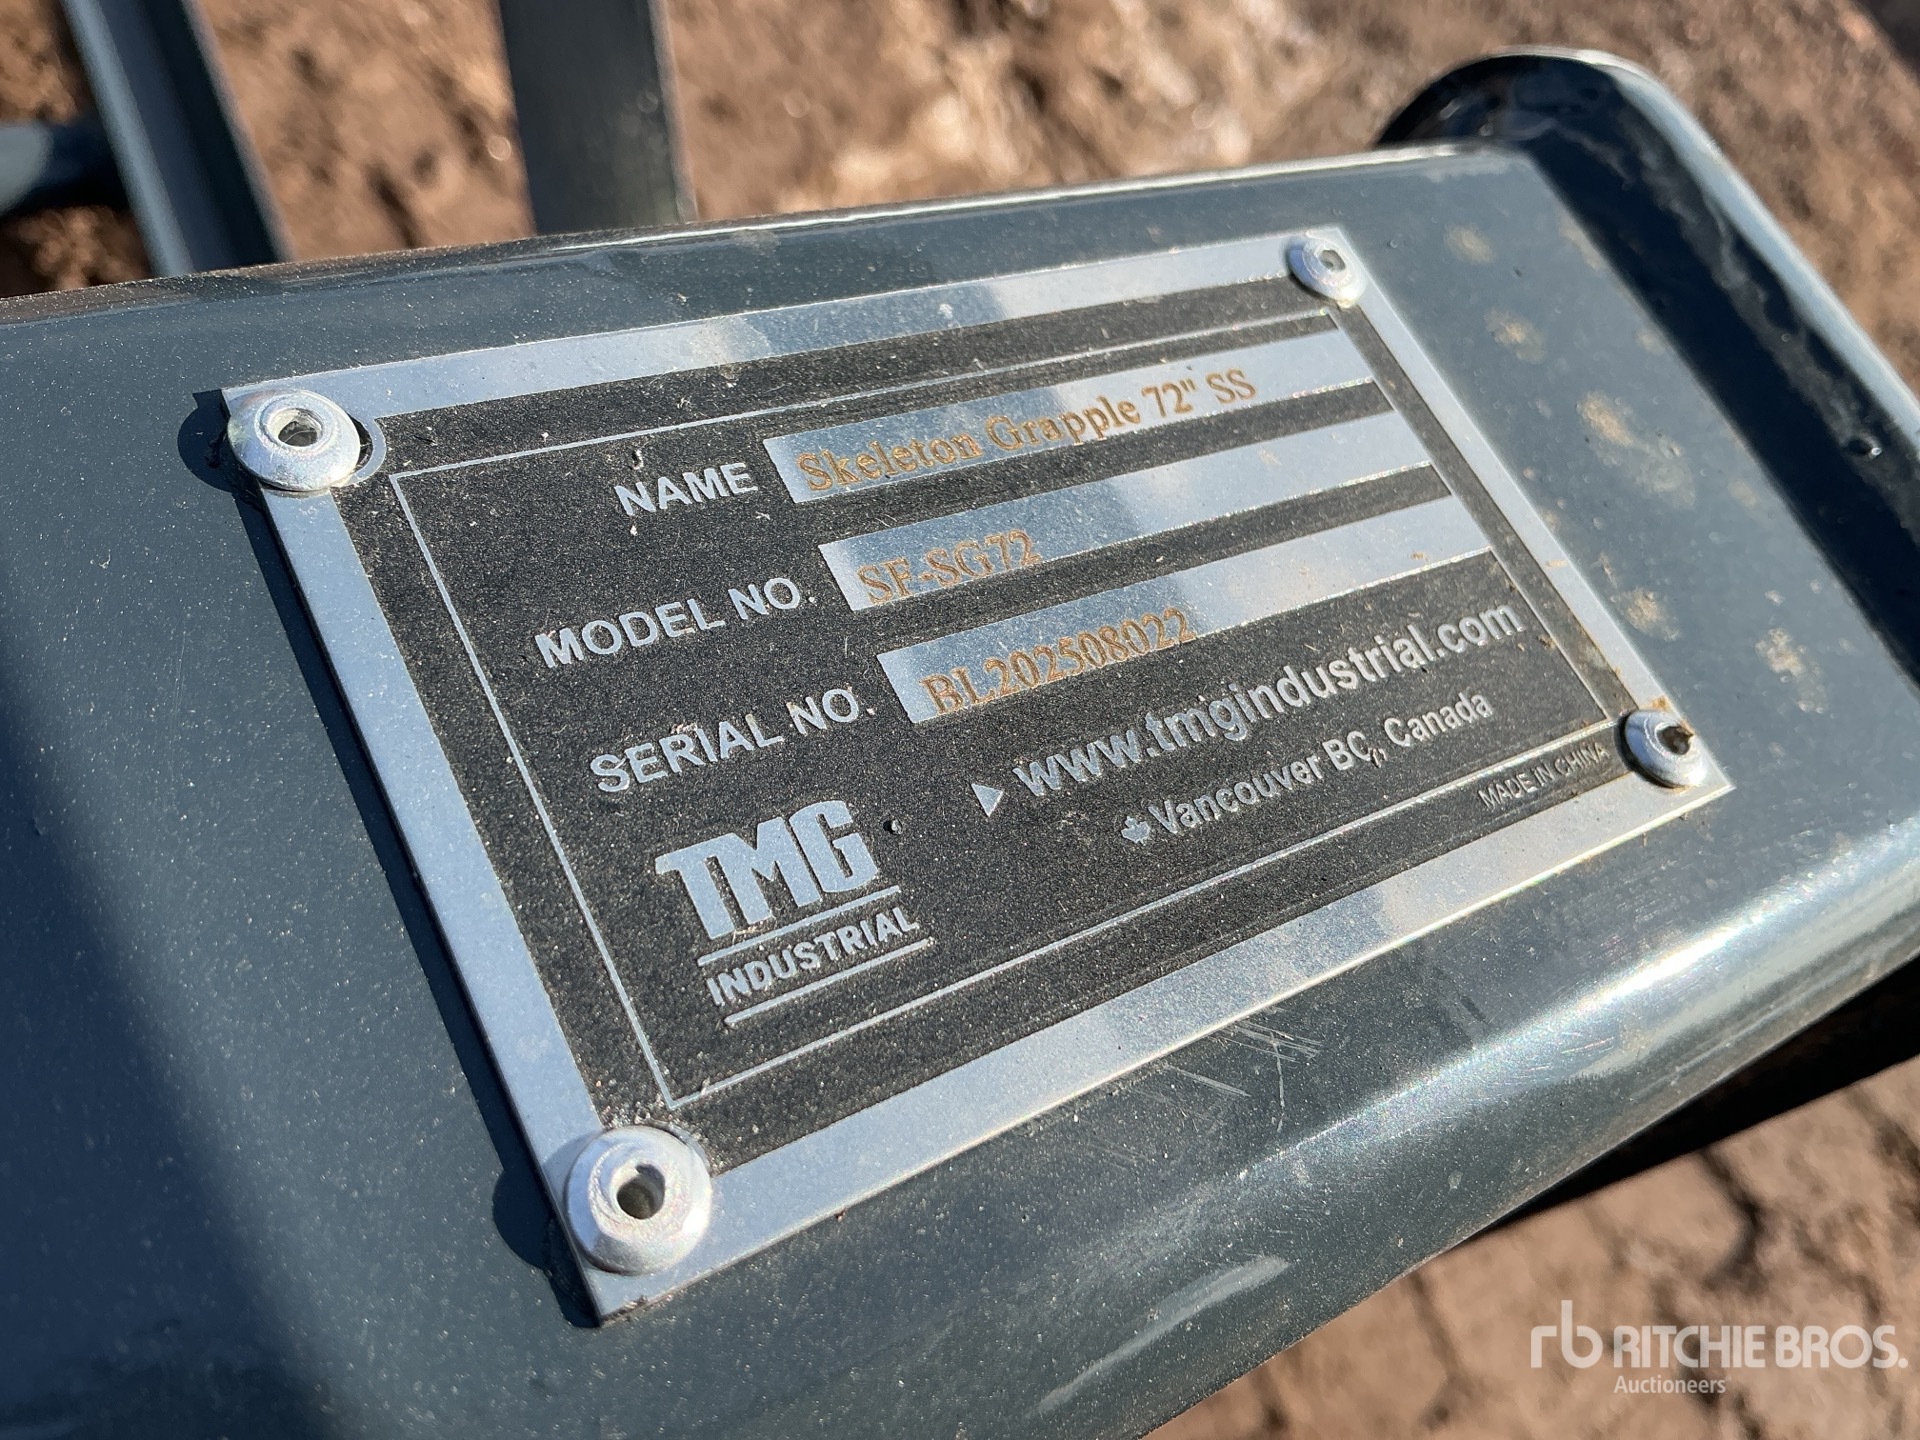 NAME Skeleton Grapple 72" SS
MODEL NO. SF-SG72
SERIAL NO. BL202508022
www.tmgindustrial.com
Vancouver BC, Canada
TMG
INDUSTRIAL
MADE IN CHINA
rb RITCHIE BROS.
Auctioneers